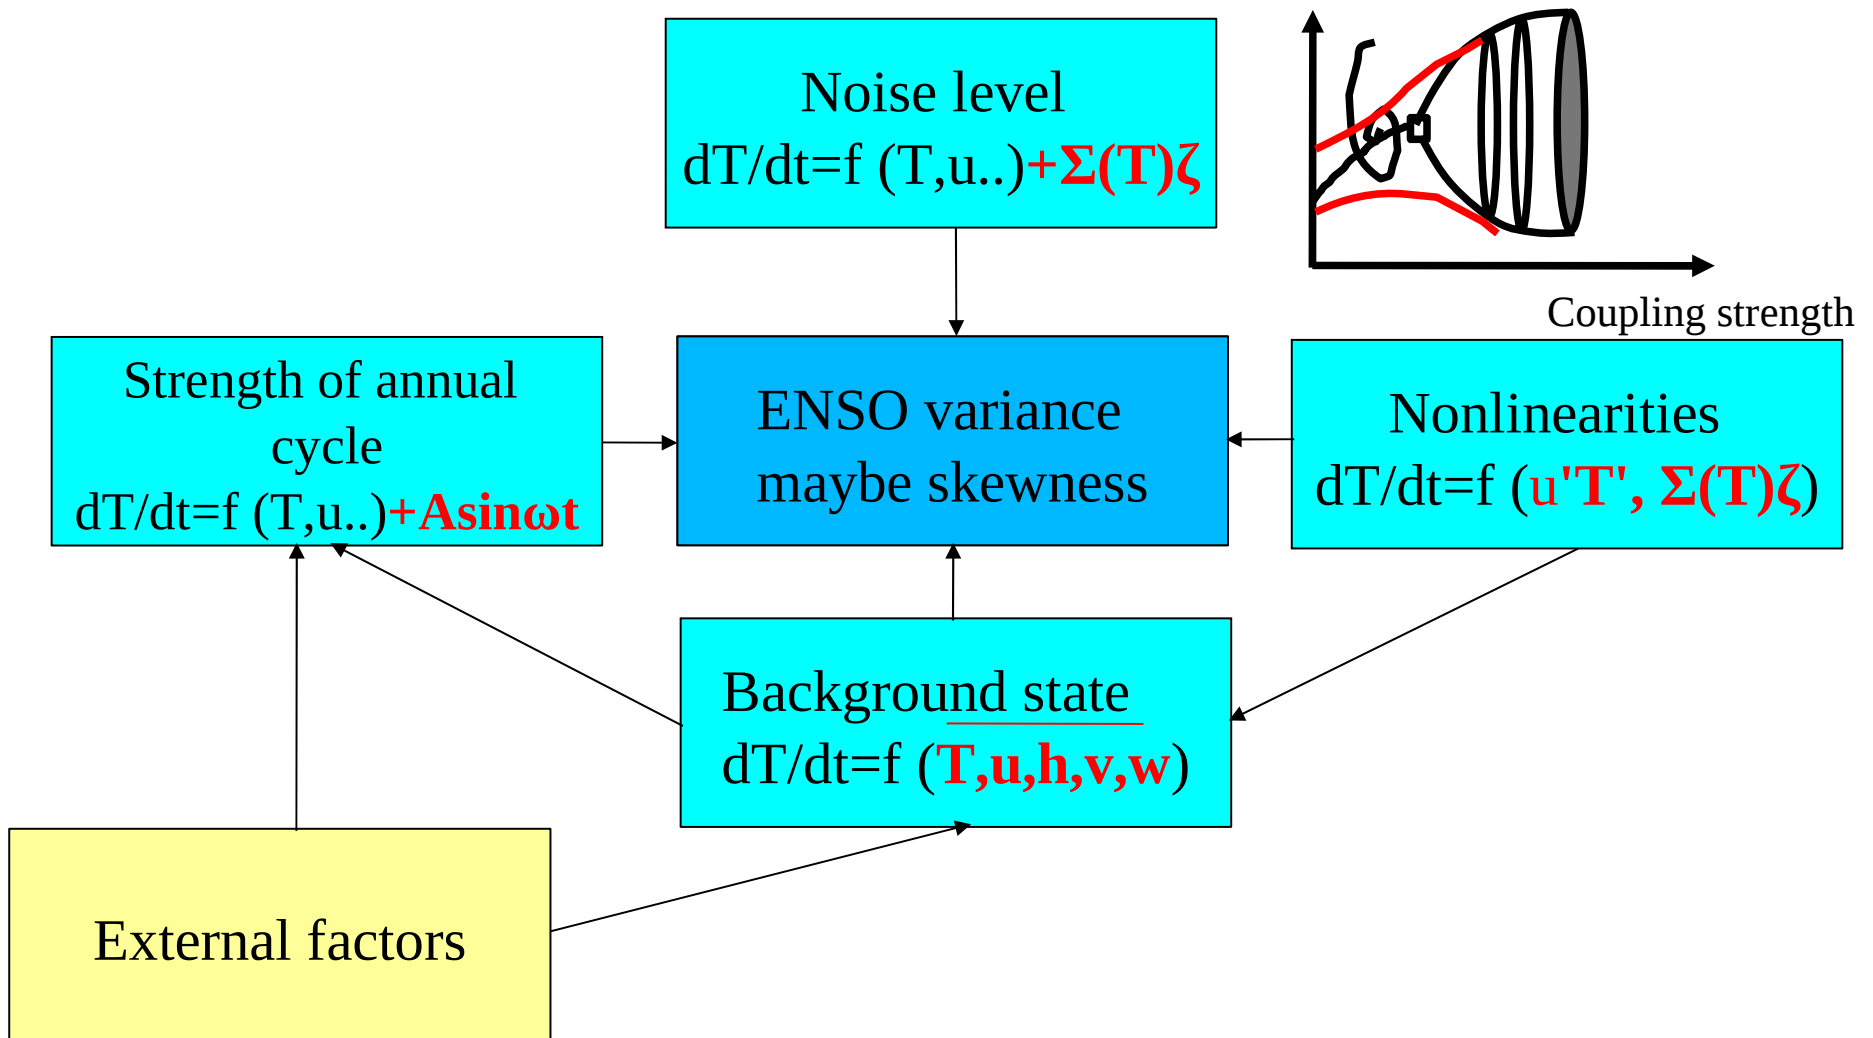 Noise level
dT/dt=f (T,u..)+Σ(T)ζ
Coupling strength
Strength of annual
cycle
dT/dt=f (T,u..)+Asinωt
ENSO variance
maybe skewness
Nonlinearities
dT/dt=f (u'T', Σ(T)ζ)
Background state
dT/dt=f (T,u,h,v,w)
External factors